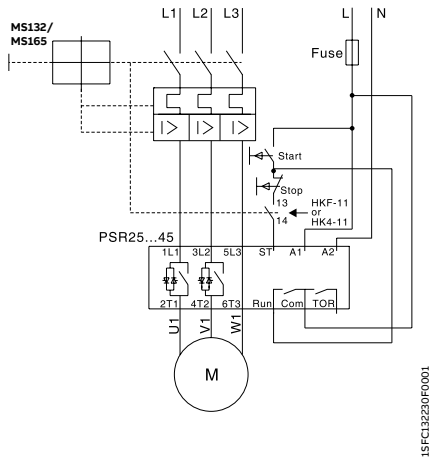 L1 L2 L3 L N
MS132/
MS165
Fuse
I> I> I>
Start
Stop
13 HKF-11
or
14 HK4-11
PSR25...45
1L1 3L2 5L3 ST A1 A2
2T1 4T2 6T3 Run Com TOR
U1 V1 W1
M
1SFC132230F0001